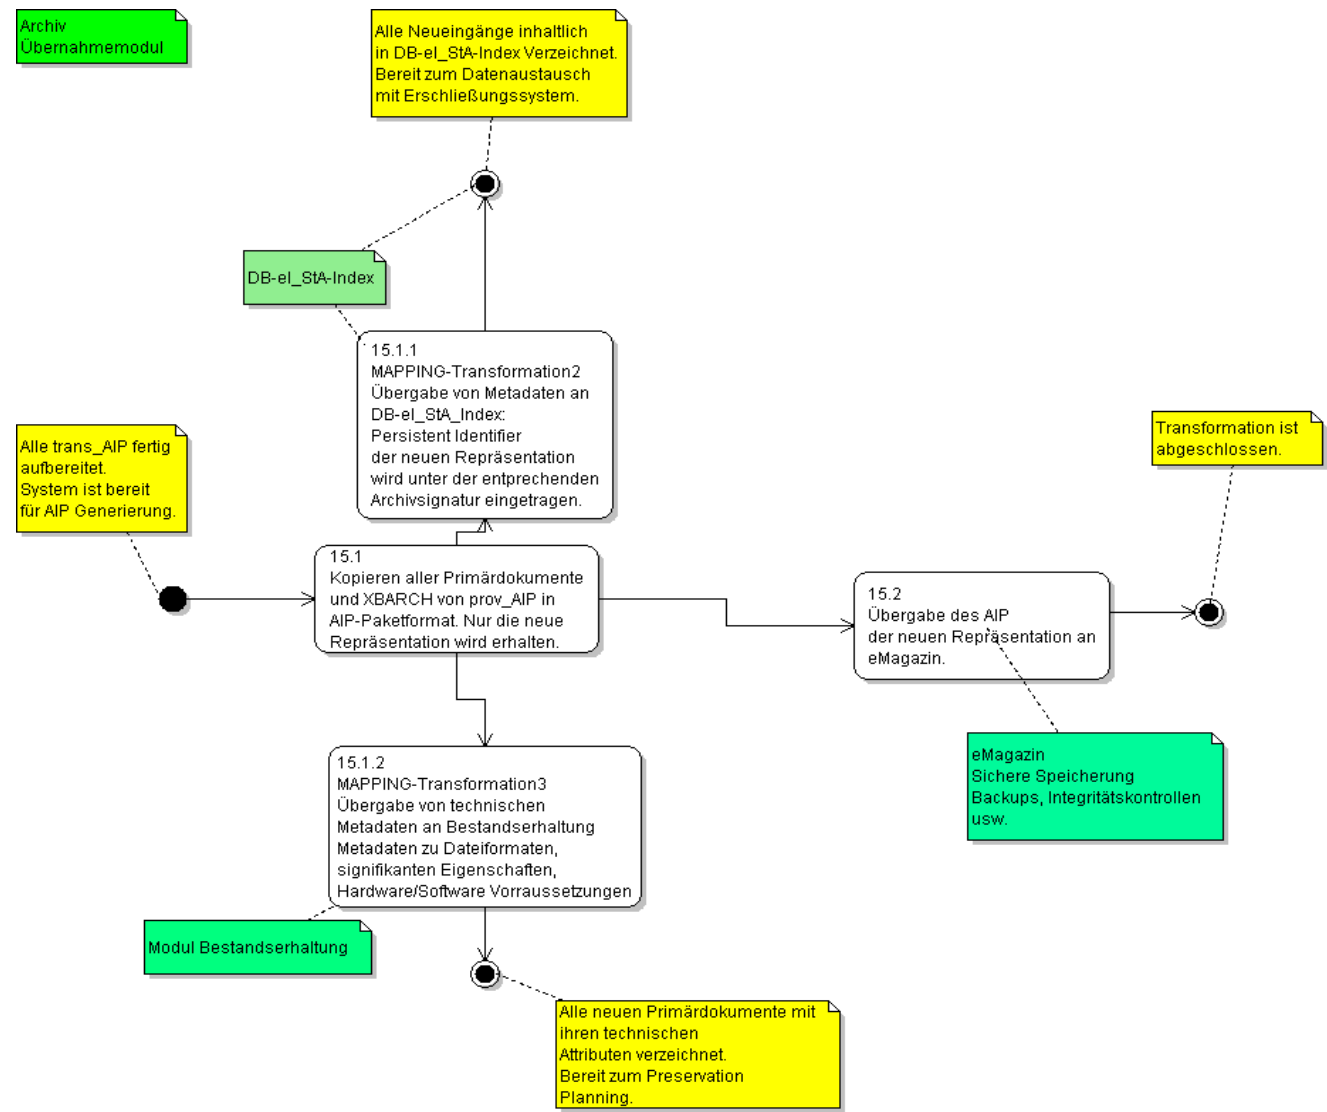 Archiv
Übernahmemodul
Alle Neueingänge inhaltlich
in DB-el_StA-Index Verzeichnet.
Bereit zum Datenaustausch
mit Erschließungssystem.
DB-el_StA-Index
15.1.1
MAPPING-Transformation2
Übergabe von Metadaten an
DB-el_StA_Index:
Persistent Identifier
der neuen Repräsentation
wird unter der entprechenden
Archivsignatur eingetragen.
Alle trans_AIP fertig
aufbereitet.
System ist bereit
für AIP Generierung.
Transformation ist
abgeschlossen.
15.1
Kopieren aller Primärdokumente
und XBARCH von prov_AIP in
AIP-Paketformat. Nur die neue
Repräsentation wird erhalten.
15.2
Übergabe des AIP
der neuen Repräsentation an
eMagazin.
eMagazin
Sichere Speicherung
Backups, Integritätskontrollen
usw.
15.1.2
MAPPING-Transformation3
Übergabe von technischen
Metadaten an Bestandserhaltung
Metadaten zu Dateiformaten,
signifikanten Eigenschaften,
Hardware/Software Vorraussetzungen
Modul Bestandserhaltung
Alle neuen Primärdokumente mit
ihren technischen
Attributen verzeichnet.
Bereit zum Preservation
Planning.